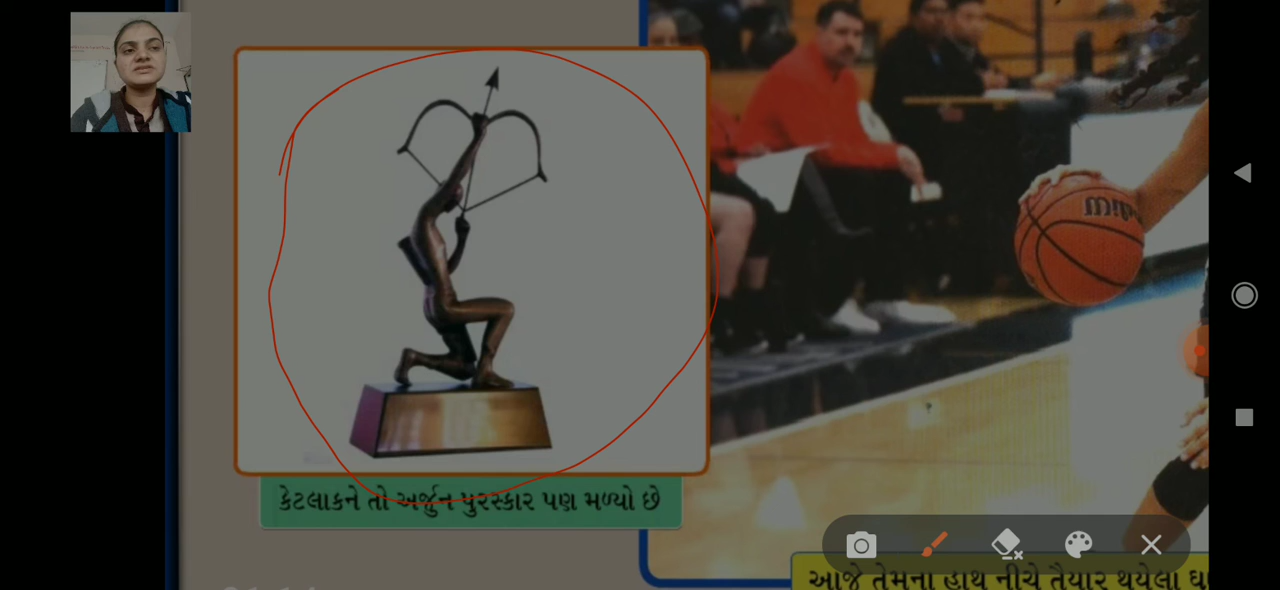 કેટલાકને તો અર્જુન પુરસ્કાર પણ મળ્યો છે
આજે તેમના હાથ નીચે તૈયાર થયેલા